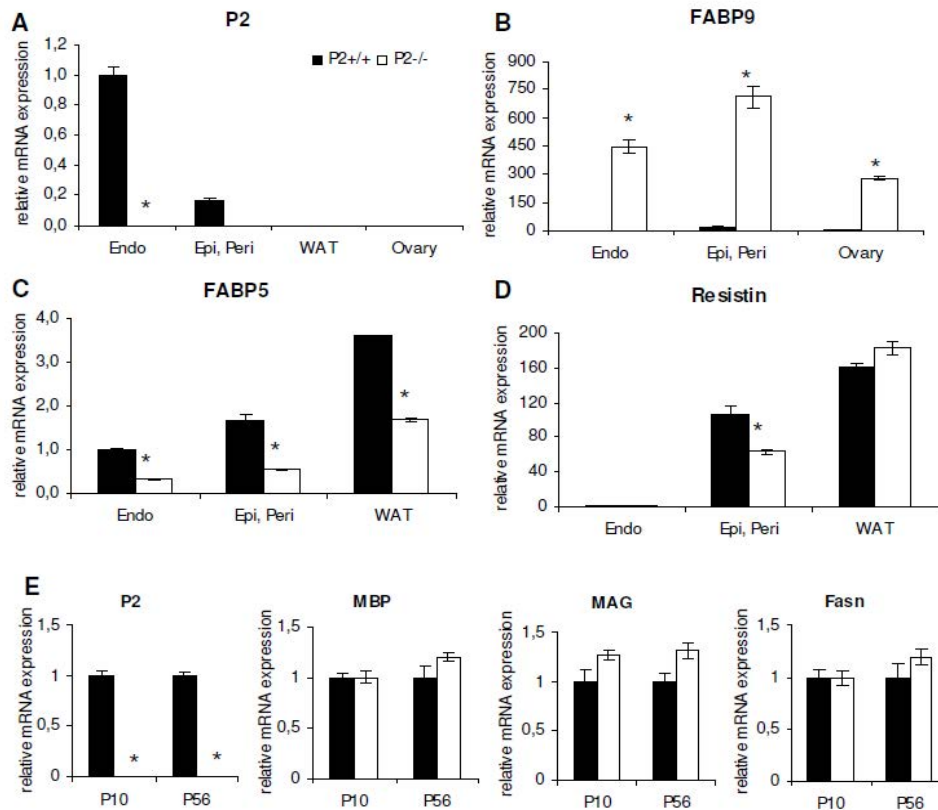 A
P2
relative mRNA expression
1,2
1,0
0,8
0,6
0,4
0,2
0,0
P2+/+ P2-/-
*
Endo Epi, Peri WAT Ovary
B
FABP9
relative mRNA expression
900
750
600
450
300
150
0
* * *
Endo Epi, Peri Ovary
C
FABP5
relative mRNA expression
4,0
3,0
2,0
1,0
0,0
* * *
Endo Epi, Peri WAT
D
Resistin
relative mRNA expression
200
160
120
80
40
0
*
Endo Epi, Peri WAT
E
P2
relative mRNA expression
1,5
1
0,5
0
* *
P10 P56
MBP
relative mRNA expression
1,5
1
0,5
0
P10 P56
MAG
relative mRNA expression
1,5
1
0,5
0
P10 P56
Fasn
relative mRNA expression
1,5
1
0,5
0
P10 P56